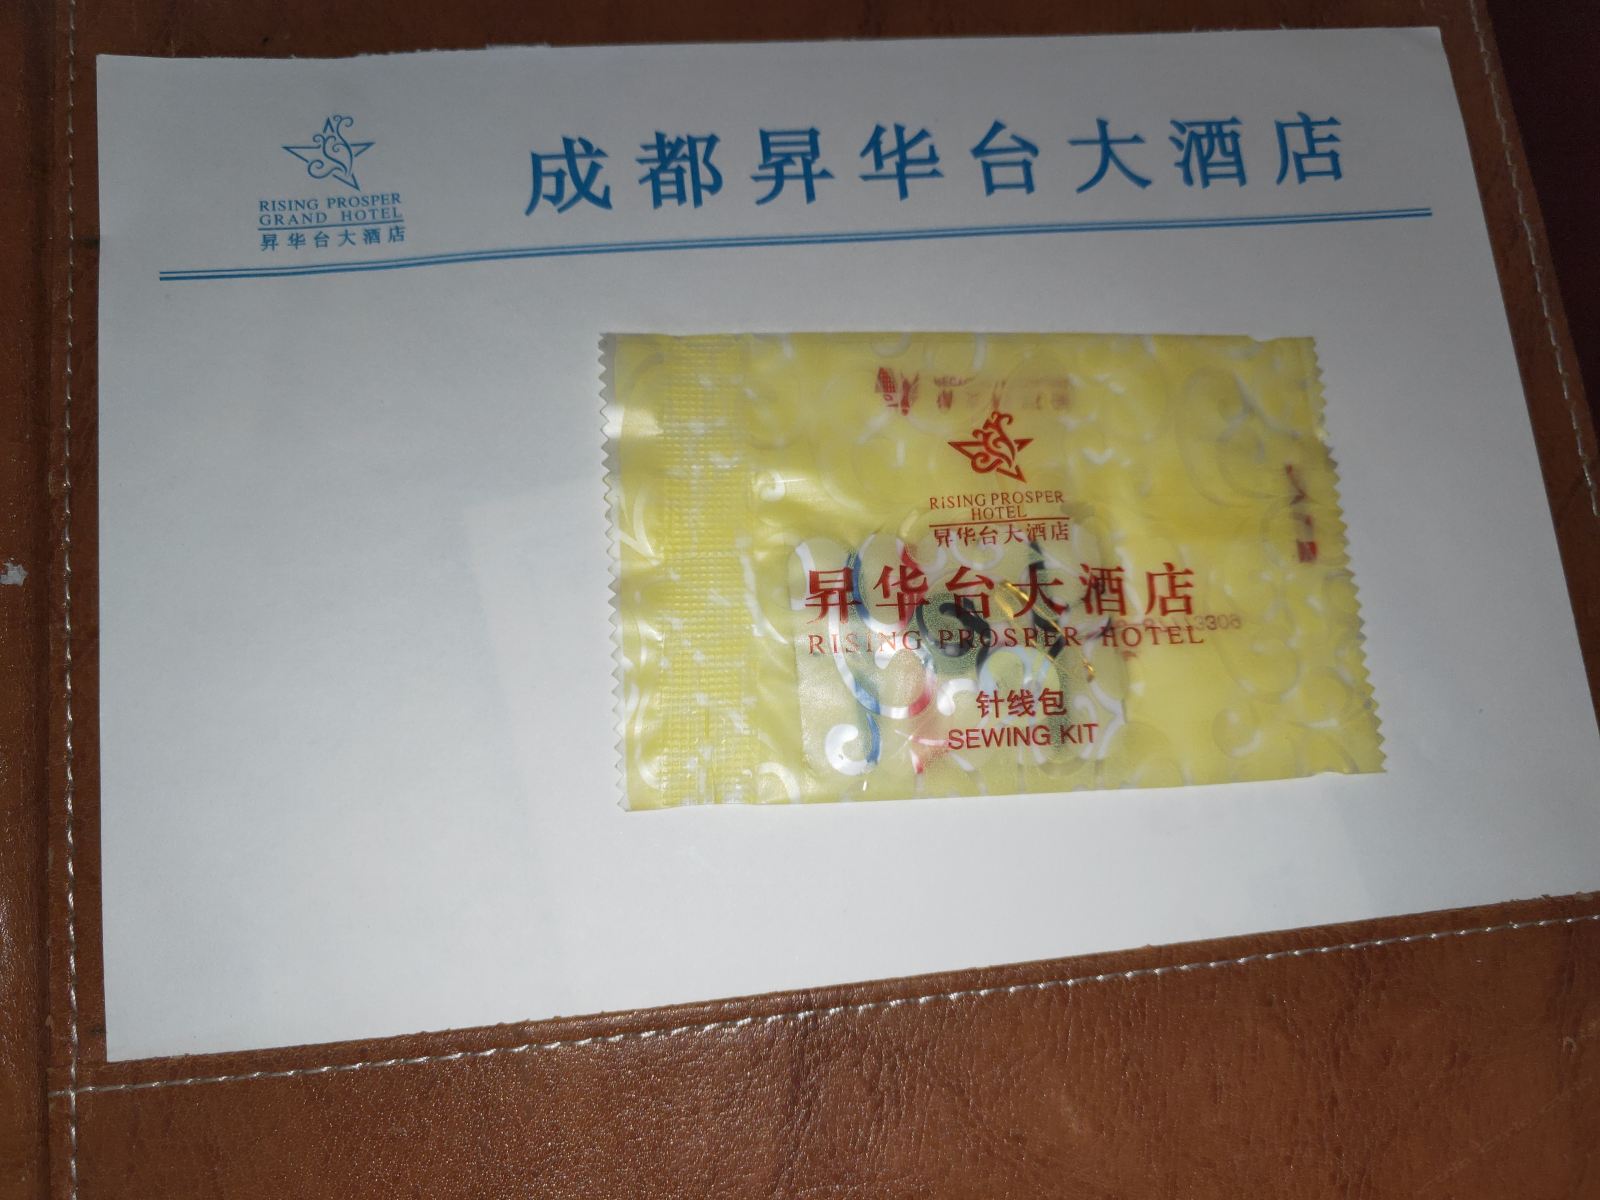 成都昇华台大酒店
RISING PROSPER
GRAND HOTEL
昇华台大酒店
RISING PROSPER
HOTEL
昇华台大酒店
昇华台大酒店
RISING PROSPER HOTEL
针线包
SEWING KIT